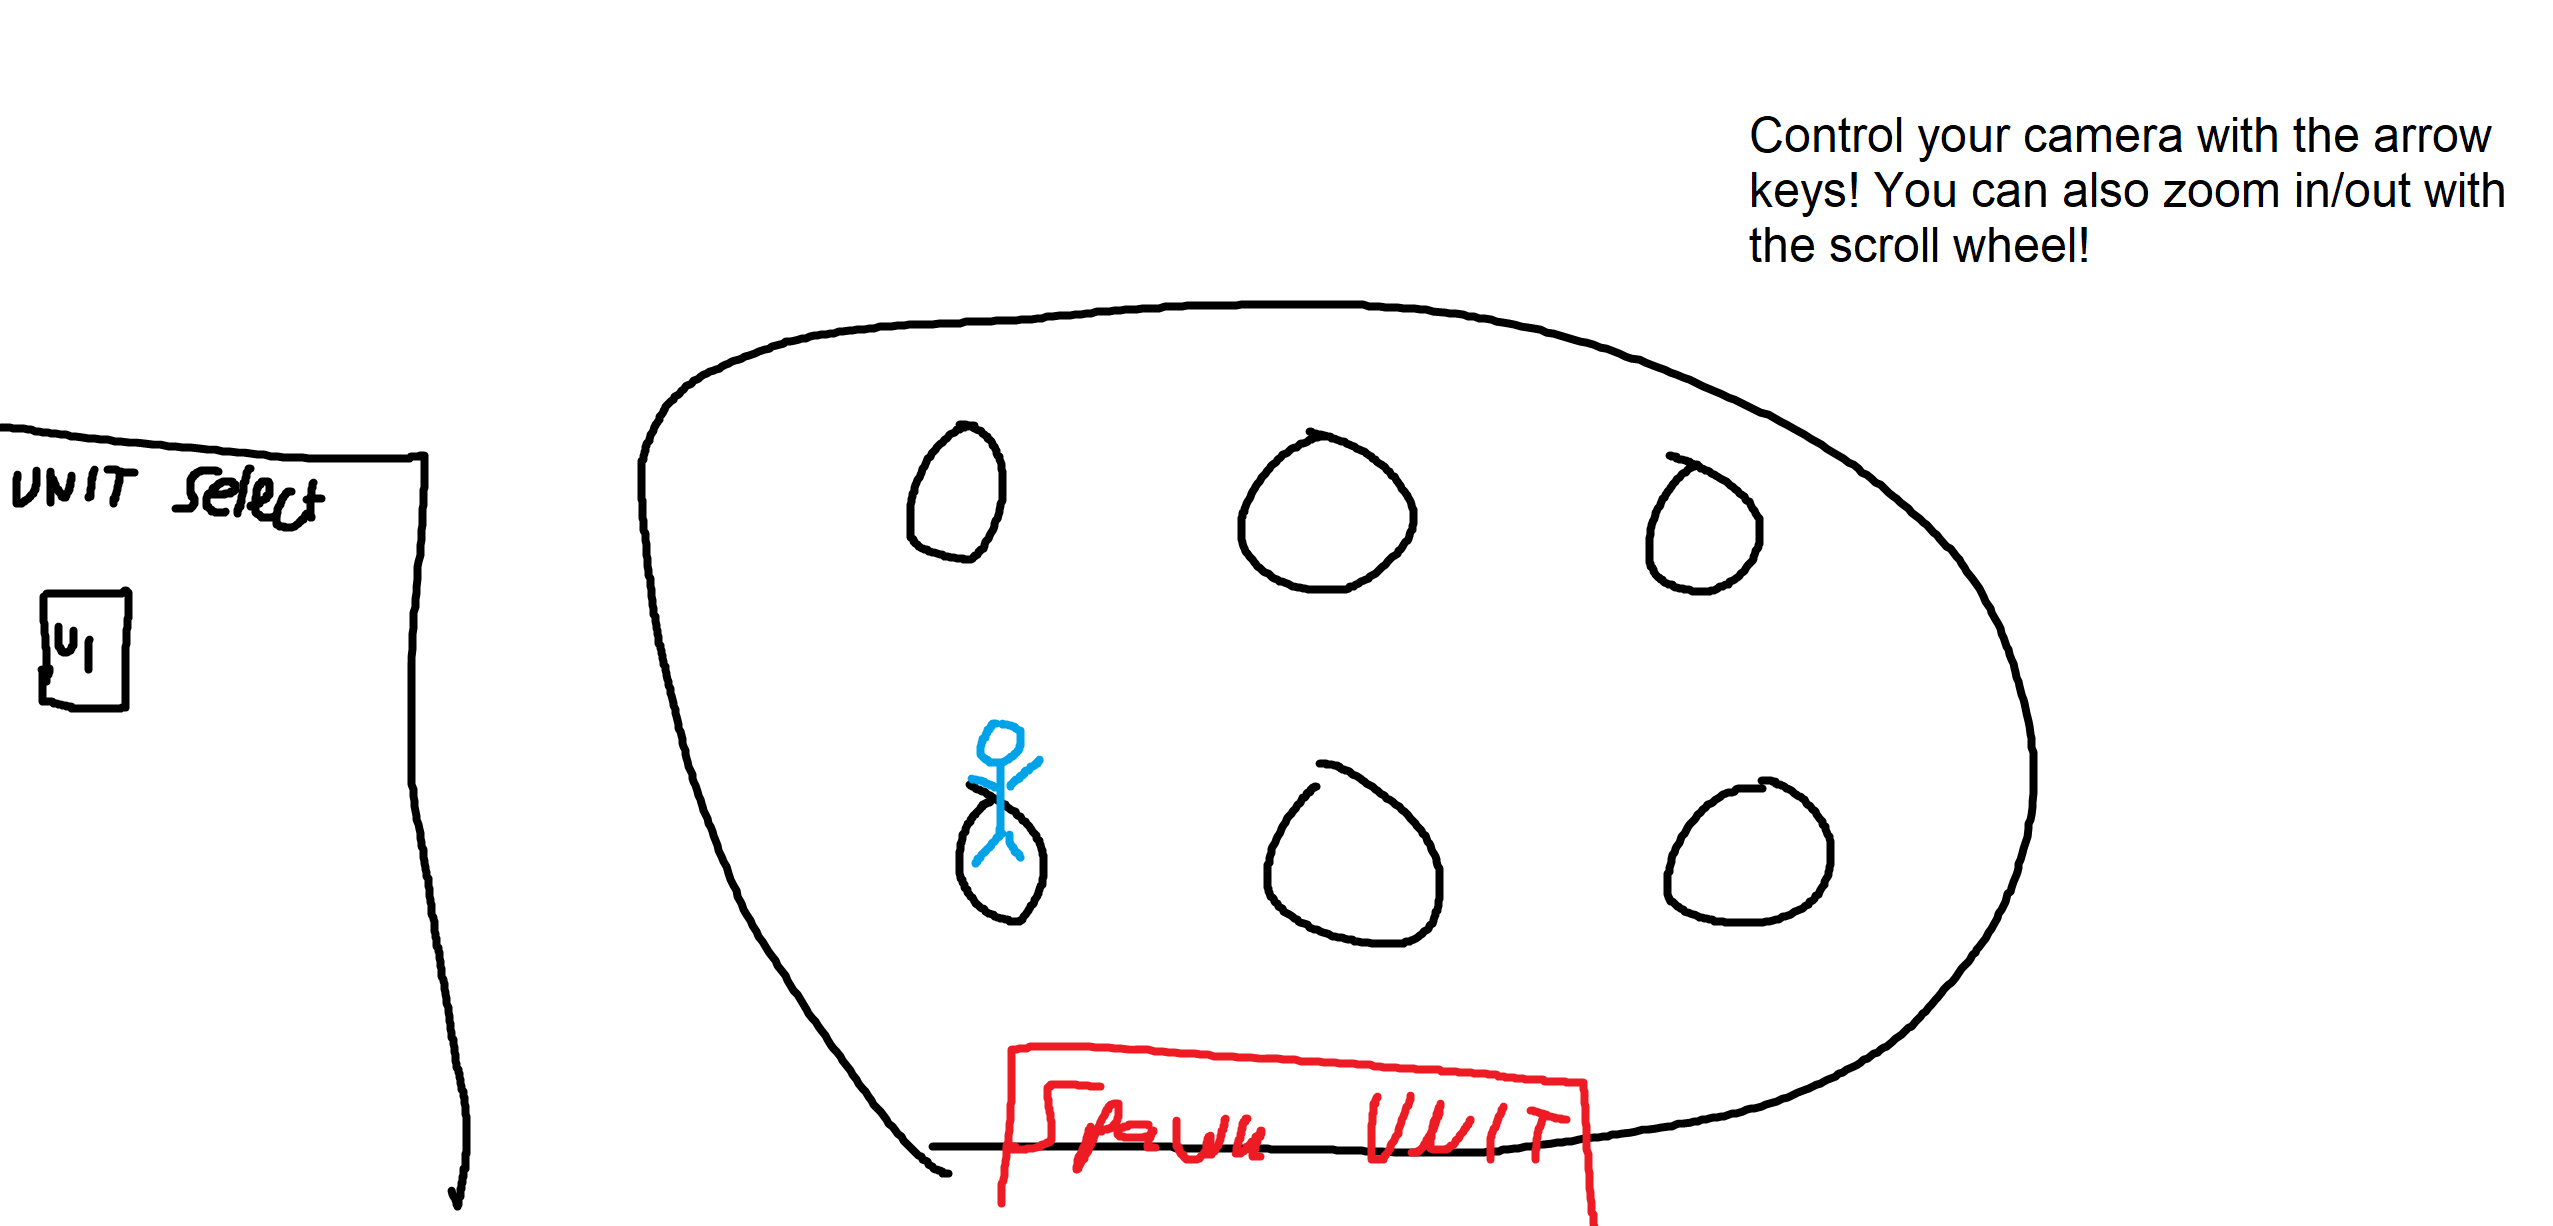 Control your camera with the arrow
keys! You can also zoom in/out with
the scroll wheel!
UNIT Select
U1
Spawn UNIT